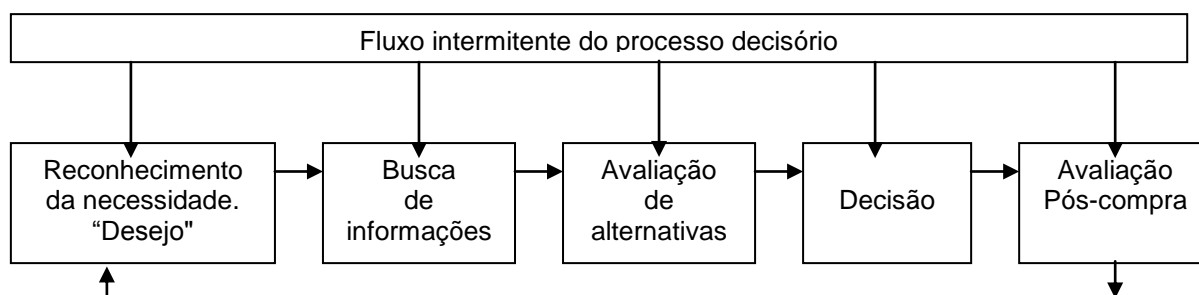 Fluxo intermitente do processo decisório
Reconhecimento
da necessidade.
“Desejo"
Busca
de
informações
Avaliação
de
alternativas
Decisão
Avaliação
Pós-compra